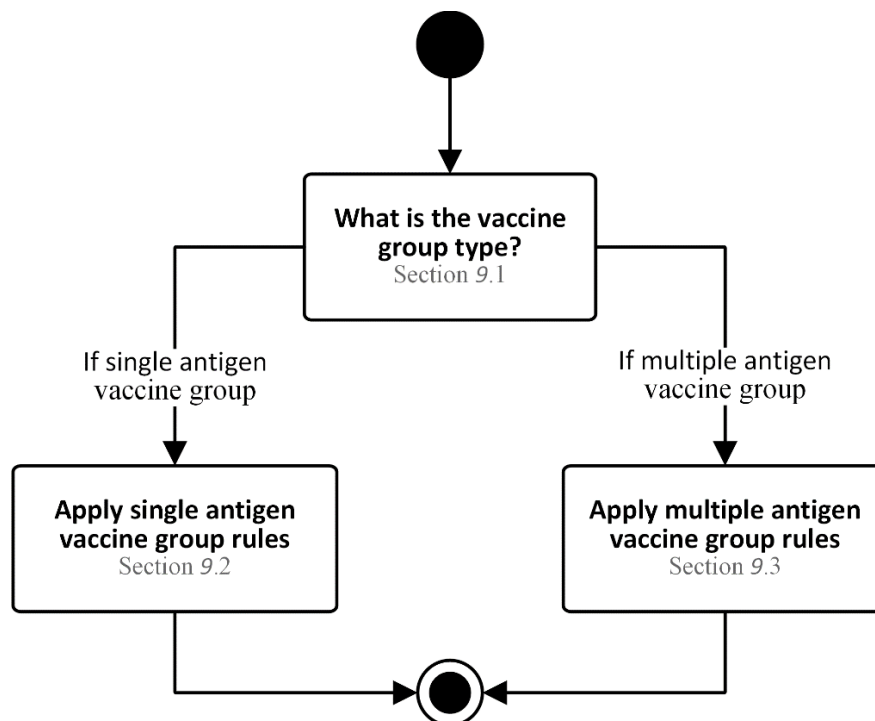 What is the vaccine
group type?
Section 9.1
If single antigen
vaccine group
If multiple antigen
vaccine group
Apply single antigen
vaccine group rules
Section 9.2
Apply multiple antigen
vaccine group rules
Section 9.3